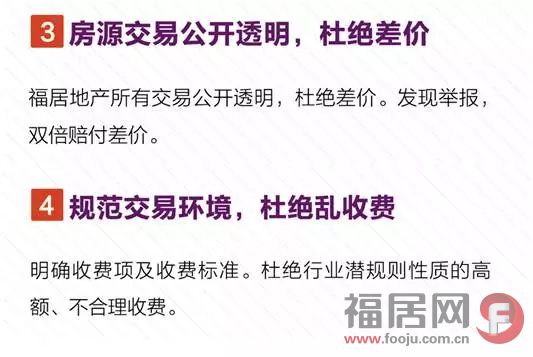 3 房源交易公开透明，杜绝差价
福居地产所有交易公开透明，杜绝差价。发现举报，
双倍赔付差价。
4 规范交易环境，杜绝乱收费
明确收费项及收费标准。杜绝行业潜规则性质的高
额、不合理收费。
福居网 F
www.fooju.com.cn